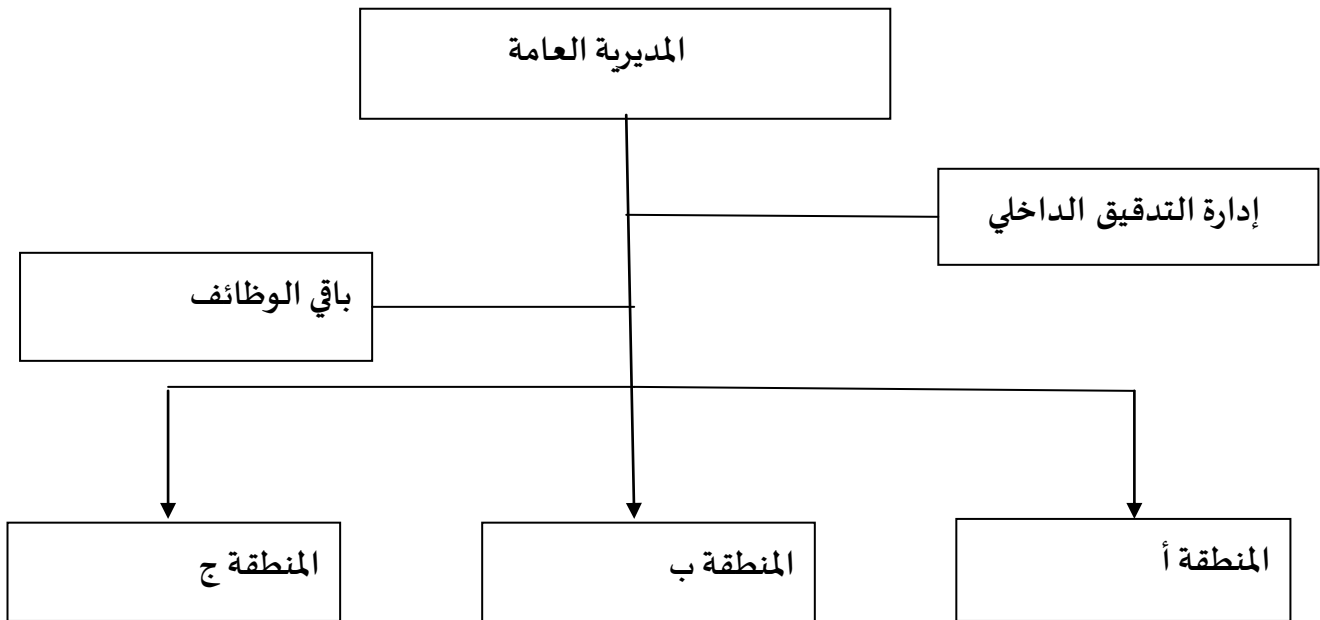 المديرية العامة
إدارة التدقيق الداخلي
باقي الوظائف
المنطقة أ
المنطقة ب
المنطقة ج